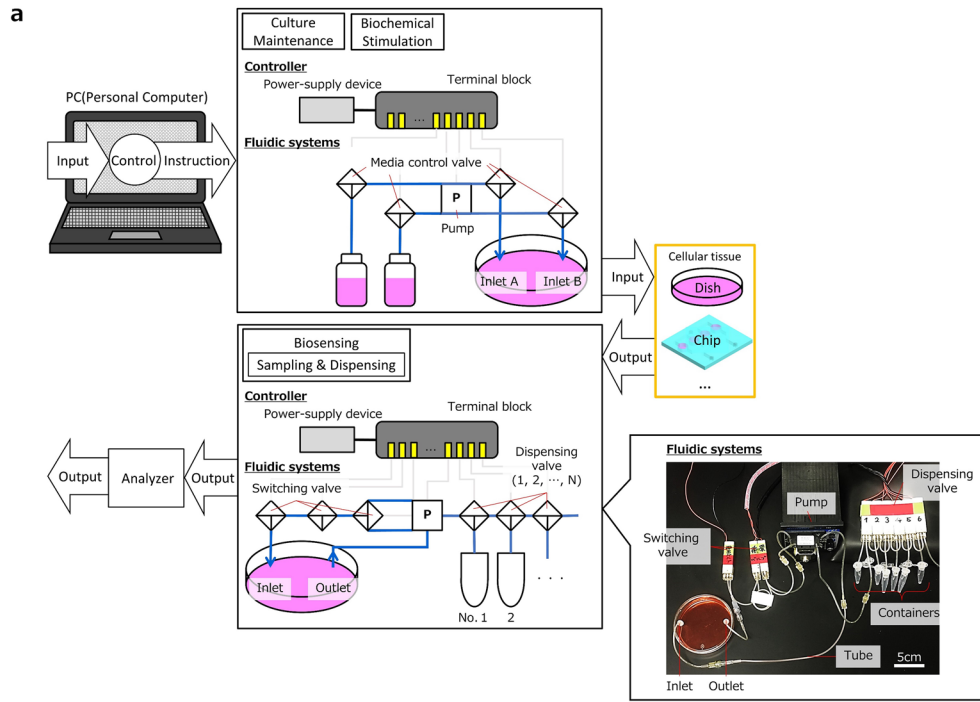 a
Culture
Maintenance
Biochemical
Stimulation
Controller
Power-supply device
Terminal block
...
PC(Personal Computer)
Input
Control
Instruction
Fluidic systems
Media control valve
P
Pump
Inlet A
Inlet B
Input
Output
Cellular tissue
Dish
Chip
...
Biosensing
Sampling & Dispensing
Controller
Power-supply device
Terminal block
...
Fluidic systems
Switching valve
Dispensing
valve
(1, 2, ···, N)
P
Inlet
Outlet
No. 1
2
. . .
Output
Analyzer
Output
Fluidic systems
Dispensing
valve
Pump
1 2 3 4 5 6
Switching
valve
Containers
Tube
5cm
Inlet
Outlet